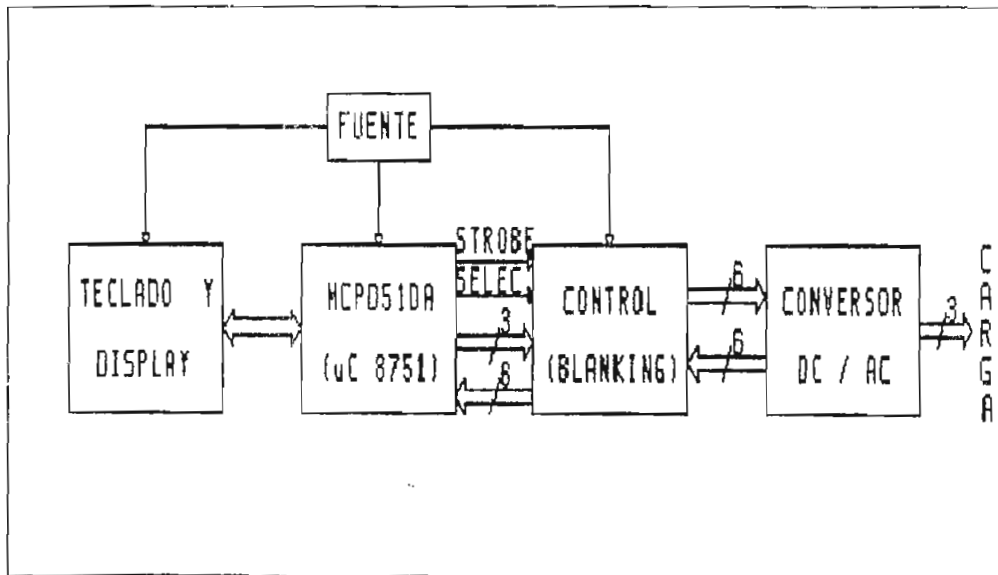 FUENTE
STROBE
SELEC
TECLADO Y
DISPLAY
MCPD51DA
(uC 8751)
3
6
CONTROL
(BLANKING)
6
6
CONVERSOR
DC / AC
3
CARGA